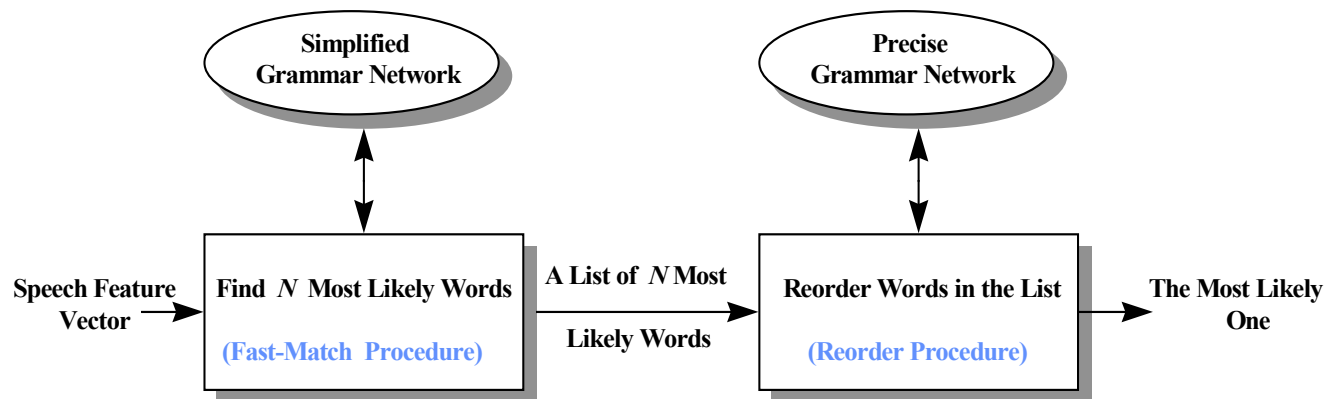 Simplified
Grammar Network
Precise
Grammar Network
Speech Feature
Vector
Find N Most Likely Words
(Fast-Match Procedure)
A List of N Most
Likely Words
Reorder Words in the List
(Reorder Procedure)
The Most Likely
One